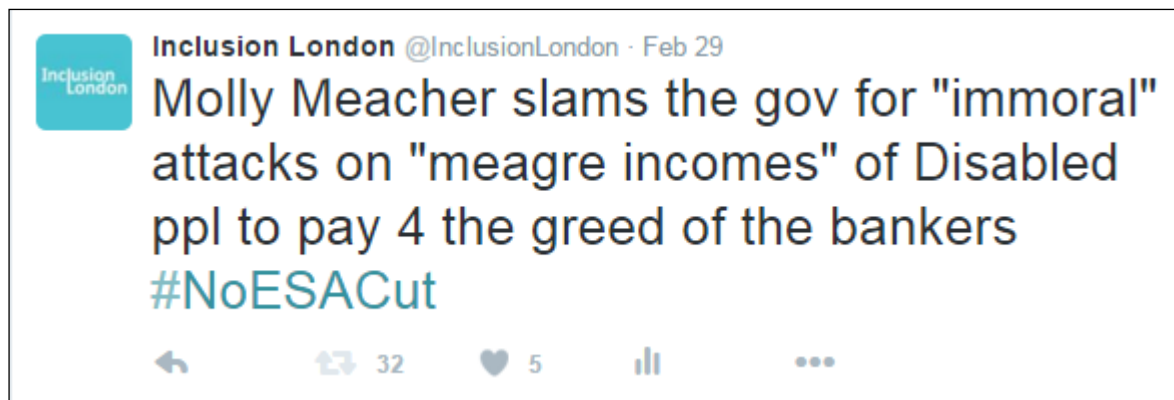 Inclusion
London
Inclusion London @InclusionLondon · Feb 29
Molly Meacher slams the gov for "immoral"
attacks on "meagre incomes" of Disabled
ppl to pay 4 the greed of the bankers
#NoESACut
32 5